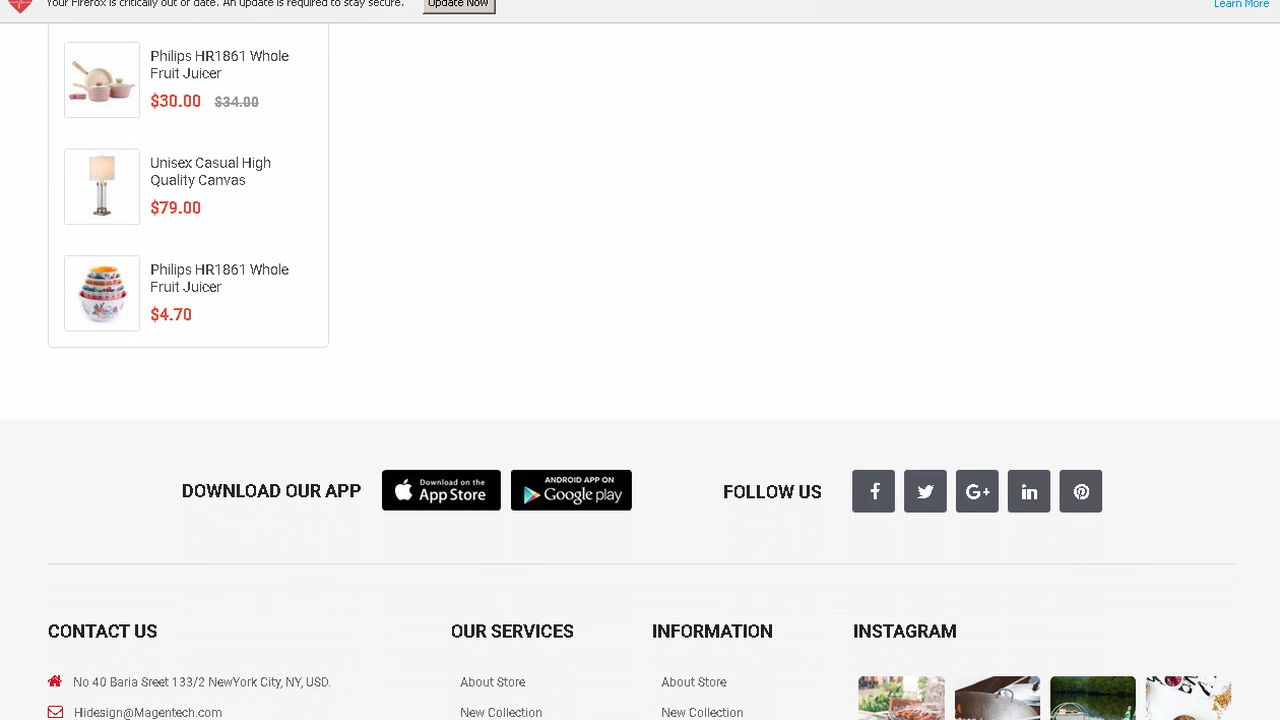 Your Firefox is critically out of date. An update is required to stay secure. Update Now Learn More
Philips HR1861 Whole
Fruit Juicer
$30.00 $34.00
Unisex Casual High
Quality Canvas
$79.00
Philips HR1861 Whole
Fruit Juicer
$4.70
DOWNLOAD OUR APP
Download on the
App Store
ANDROID APP ON
Google play
FOLLOW US
CONTACT US
No 40 Baria Sreet 133/2 NewYork City, NY, USD.
Hidesign@Magentech.com
OUR SERVICES
About Store
New Collection
INFORMATION
About Store
New Collection
INSTAGRAM